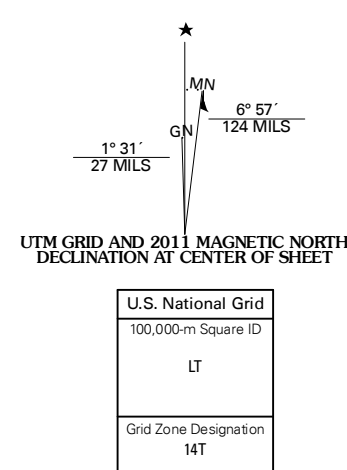 MN
6° 57´
124 MILS
GN
1° 31´
27 MILS
UTM GRID AND 2011 MAGNETIC NORTH
DECLINATION AT CENTER OF SHEET
U.S. National Grid
100,000-m Square ID
LT
Grid Zone Designation
14T